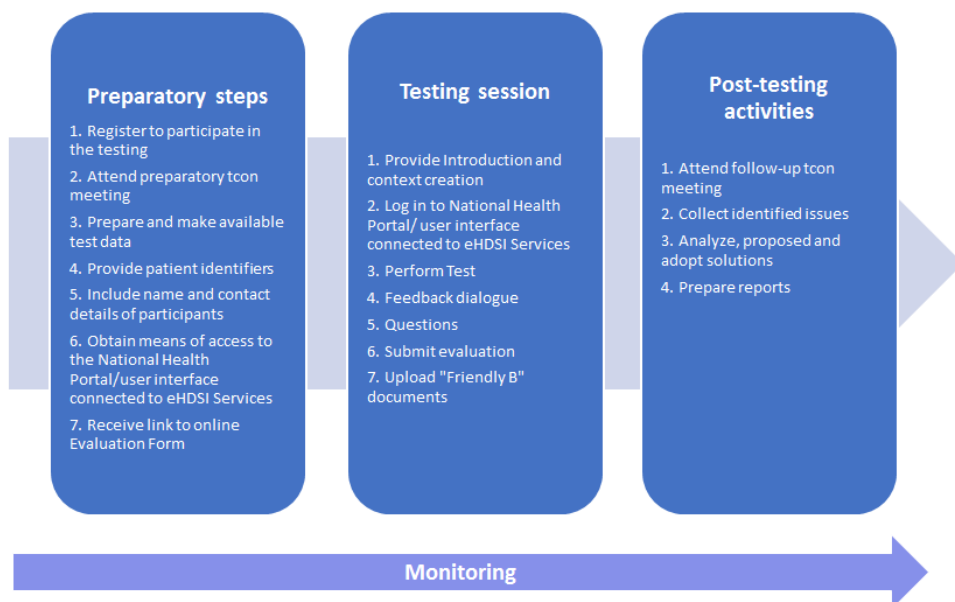 Preparatory steps
1. Register to participate in
the testing
2. Attend preparatory tcon
meeting
3. Prepare and make available
test data
4. Provide patient identifiers
5. Include name and contact
details of participants
6. Obtain means of access to
the National Health
Portal/user interface
connected to eHDSI Services
7. Receive link to online
Evaluation Form
Testing session
1. Provide Introduction and
context creation
2. Log in to National Health
Portal/ user interface
connected to eHDSI Services
3. Perform Test
4. Feedback dialogue
5. Questions
6. Submit evaluation
7. Upload "Friendly B"
documents
Post-testing
activities
1. Attend follow-up tcon
meeting
2. Collect identified issues
3. Analyze, proposed and
adopt solutions
4. Prepare reports
Monitoring